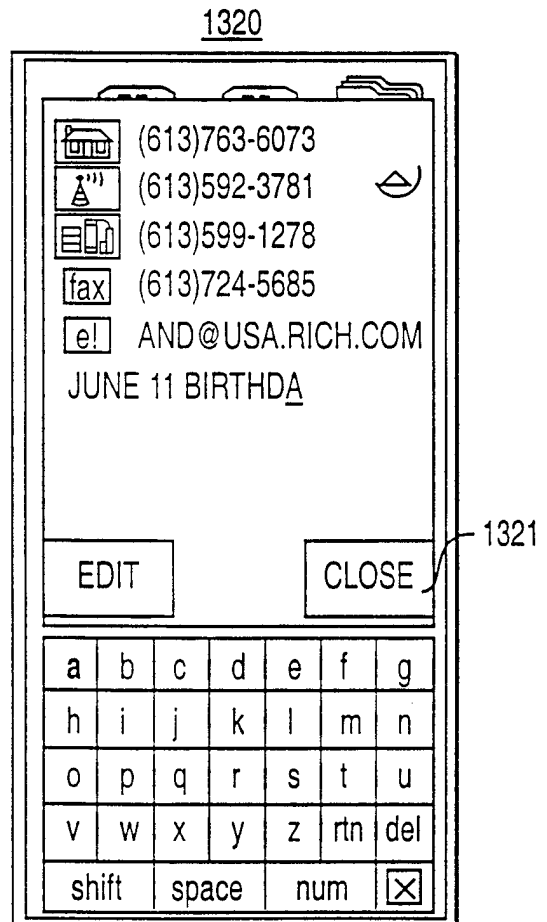 1320
(613)763-6073
(613)592-3781
(613)599-1278
fax (613)724-5685
e! AND@USA.RICH.COM
JUNE 11 BIRTHDA
EDIT CLOSE
1321
a b c d e f g
h i j k l m n
o p q r s t u
v w x y z rtn del
shift space num